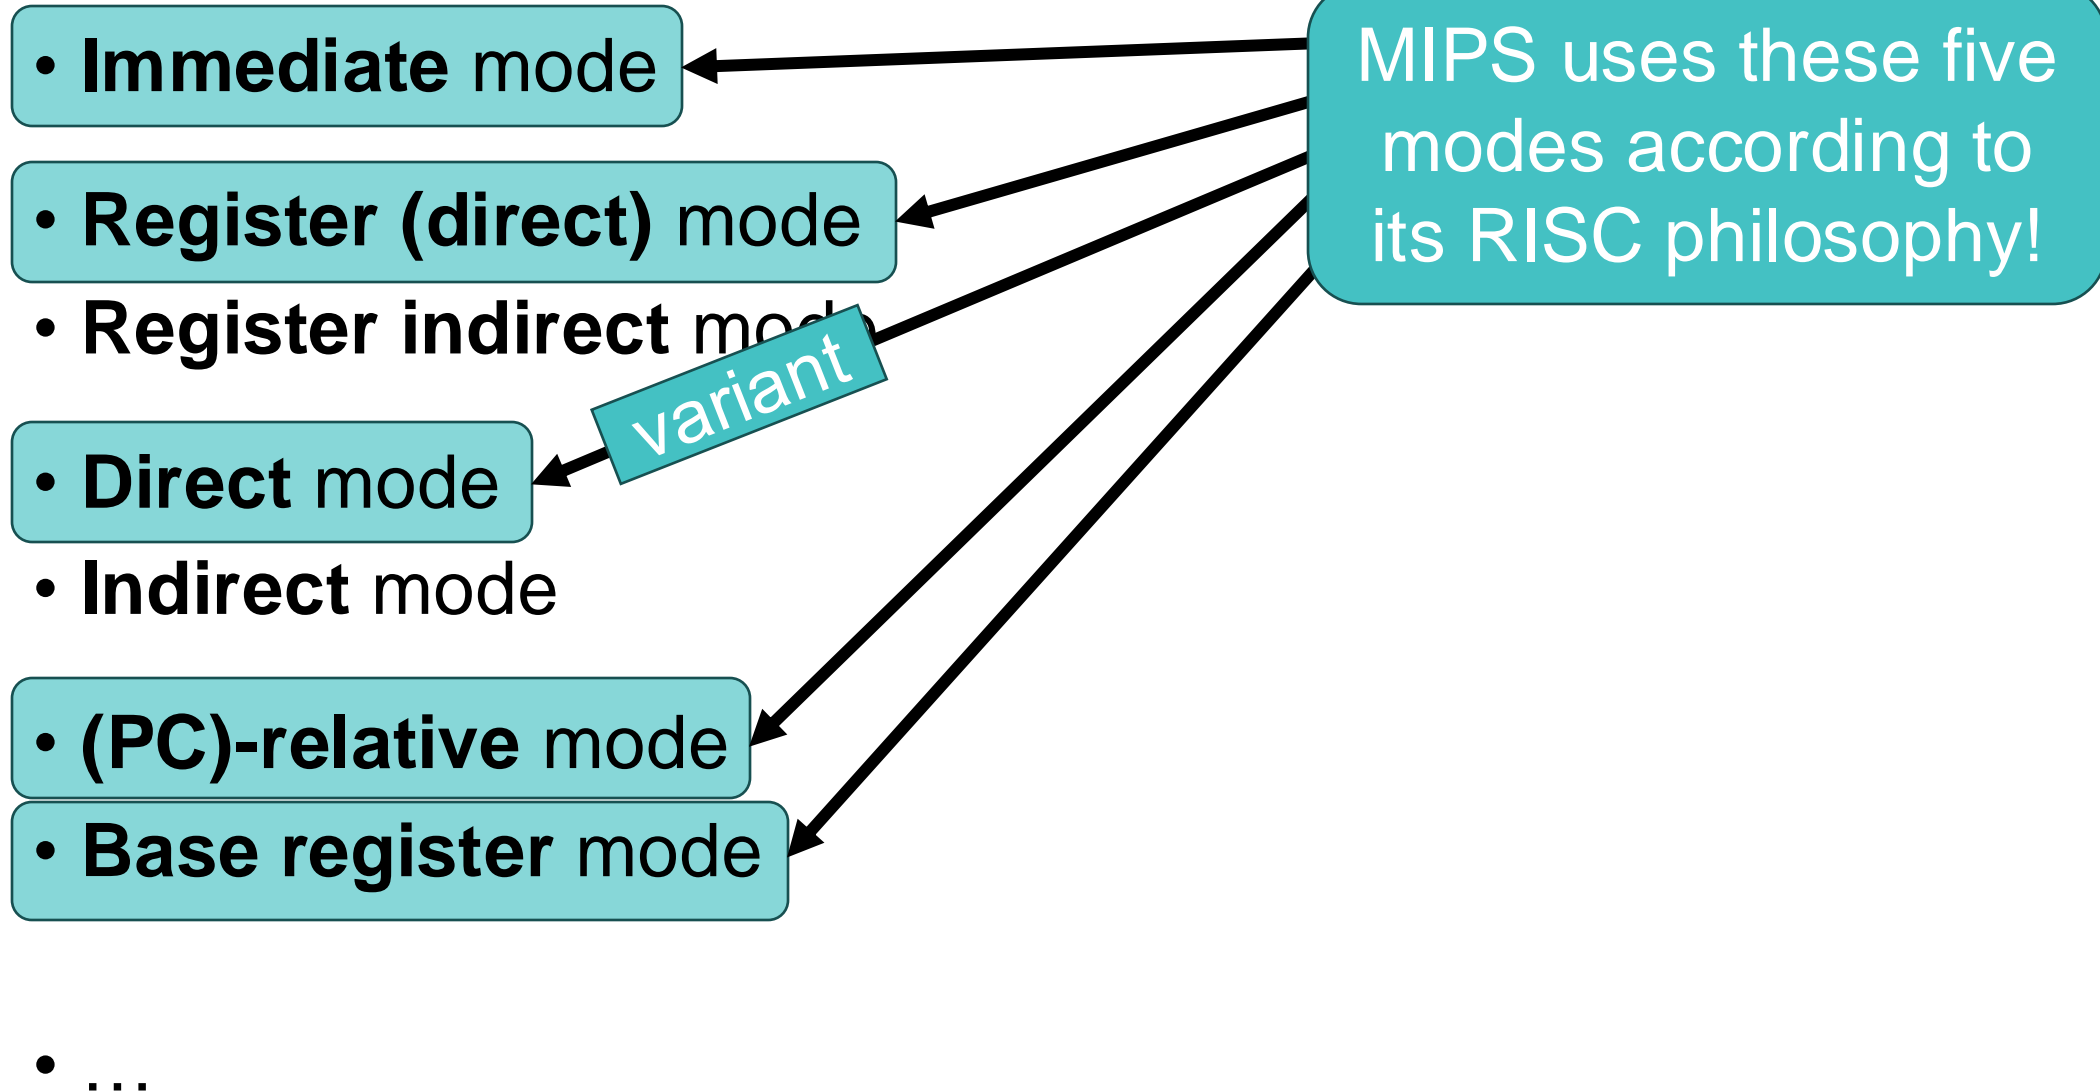 • Immediate mode
• Register (direct) mode
• Register indirect mode
• Direct mode
• Indirect mode
• (PC)-relative mode
• Base register mode
• ...
variant
MIPS uses these five
modes according to
its RISC philosophy!